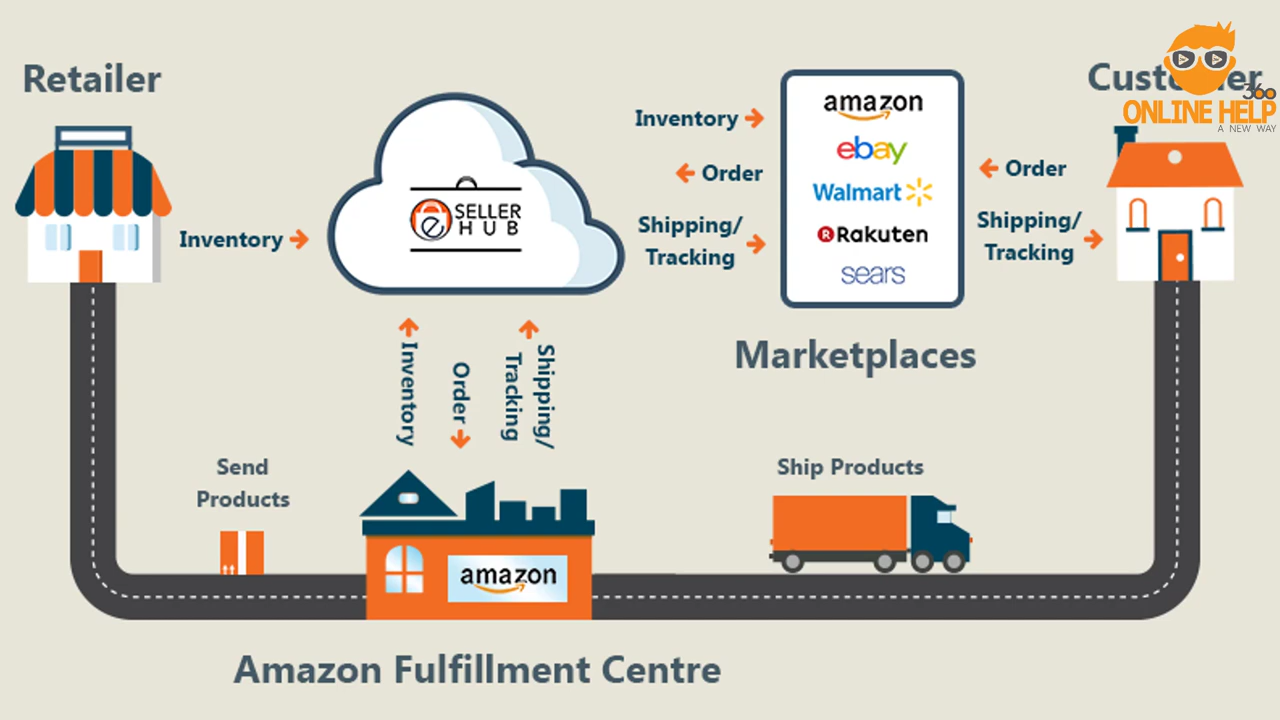 Retailer
Inventory
SELLER
HUB
Inventory
Order
Shipping/
Tracking
amazon
ebay
Walmart
Rakuten
sears
Marketplaces
Order
Shipping/
Tracking
360
ONLINE HELP
A NEW WAY
Inventory
Order
Shipping/
Tracking
Send
Products
Ship Products
amazon
Amazon Fulfillment Centre